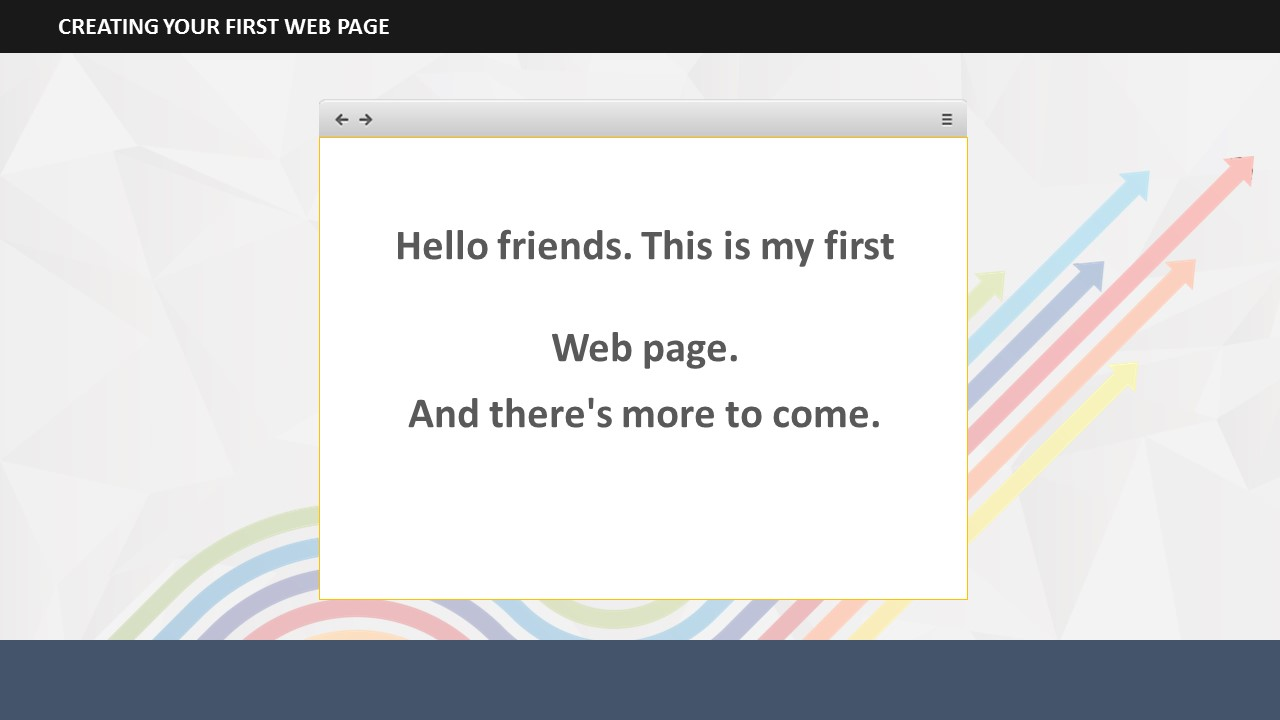 CREATING YOUR FIRST WEB PAGE
Hello friends. This is my first
Web page.
And there's more to come.